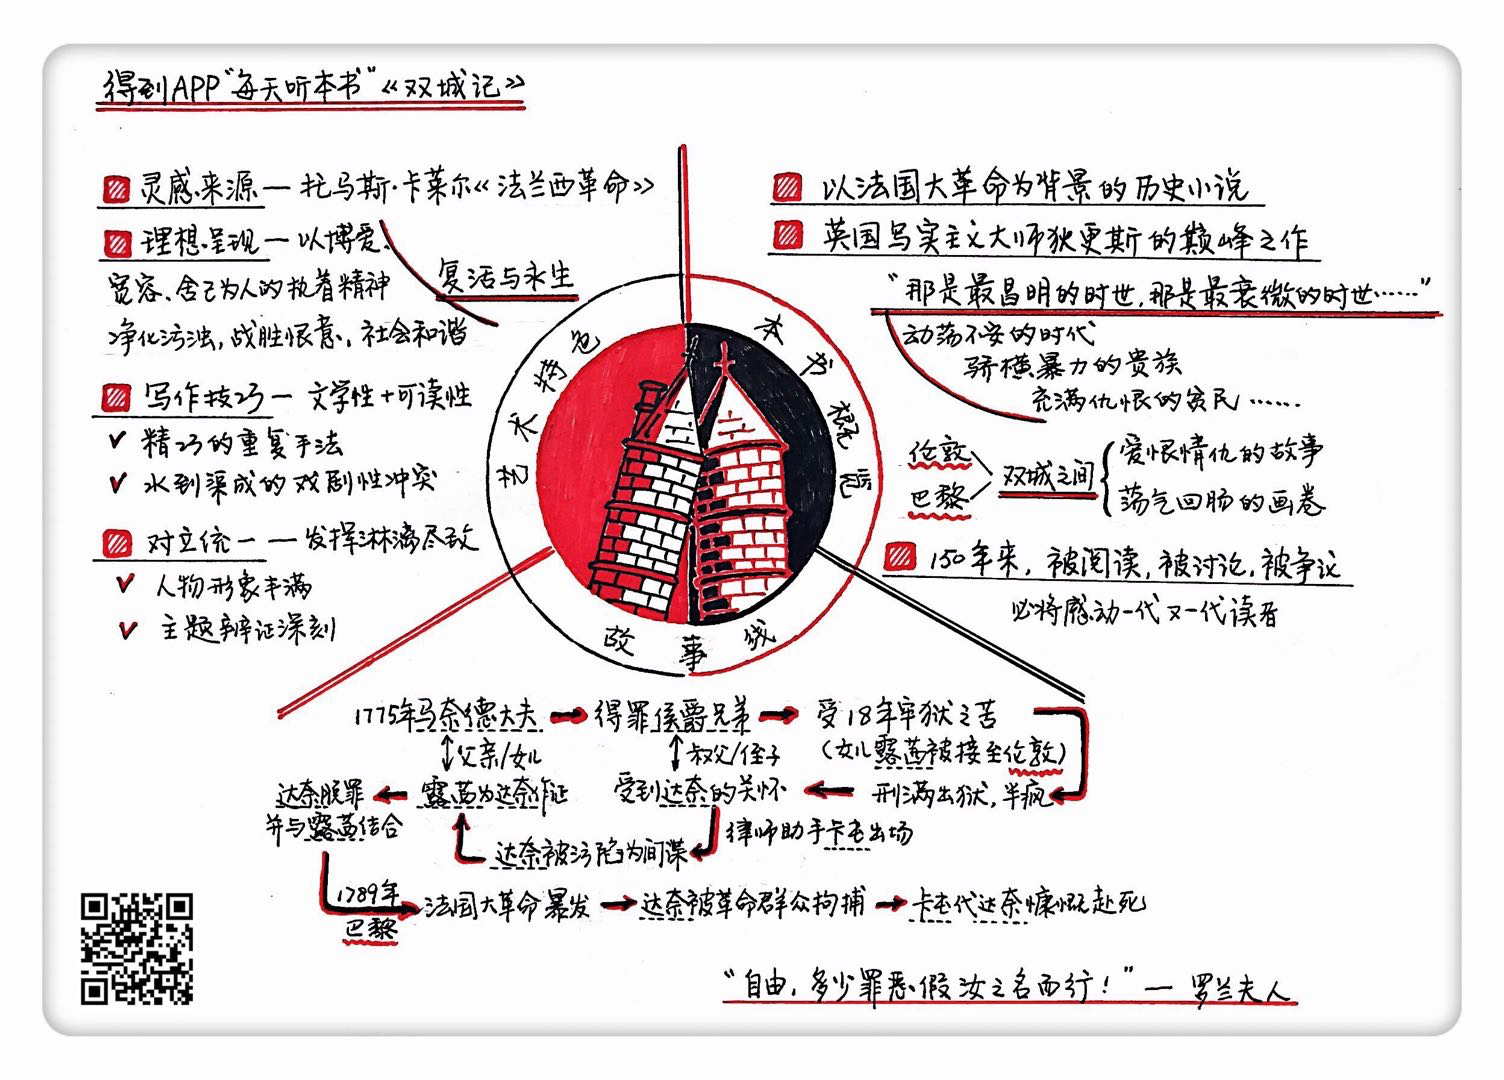 得到APP“每天听本书”《双城记》
灵感来源—托马斯·卡莱尔《法兰西革命》
理想呈现—以博爱、
宽容、舍己为人的执着精神
净化污浊,战胜恨意,社会和谐
复活与永生
写作技巧—文学性+可读性
✓ 精巧的重复手法
✓ 水到渠成的戏剧性冲突
对立统一—发挥淋漓尽致
✓ 人物形象丰满
✓ 主题辨证深刻
以法国大革命为背景的历史小说
英国写实主义大师狄更斯的巅峰之作
“那是最昌明的时世,那是最衰微的时世……”
动荡不安的时代
骄横暴力的贵族
充满仇恨的贫民……
伦敦
巴黎
双城之间
爱恨情仇的故事
荡气回肠的画卷
150年来,被阅读,被讨论,被争议
必将感动一代又一代读者
艺术特色
本书概览
故事线
1775年马奈德大夫→得罪侯爵兄弟→受18年牢狱之苦
(女儿露茜被接至伦敦)
↕父亲/女儿
↕叔父/侄子
刑满出狱,半疯
受到达奈的关怀
律师助手卡屯出场
达奈被污陷为间谍
露茜为达奈作证
达奈脱罪
并与露茜结合
1789年
巴黎
法国大革命暴发→达奈被革命群众拘捕→卡屯代达奈慷慨赴死
“自由,多少罪恶假汝之名而行!”—罗兰夫人